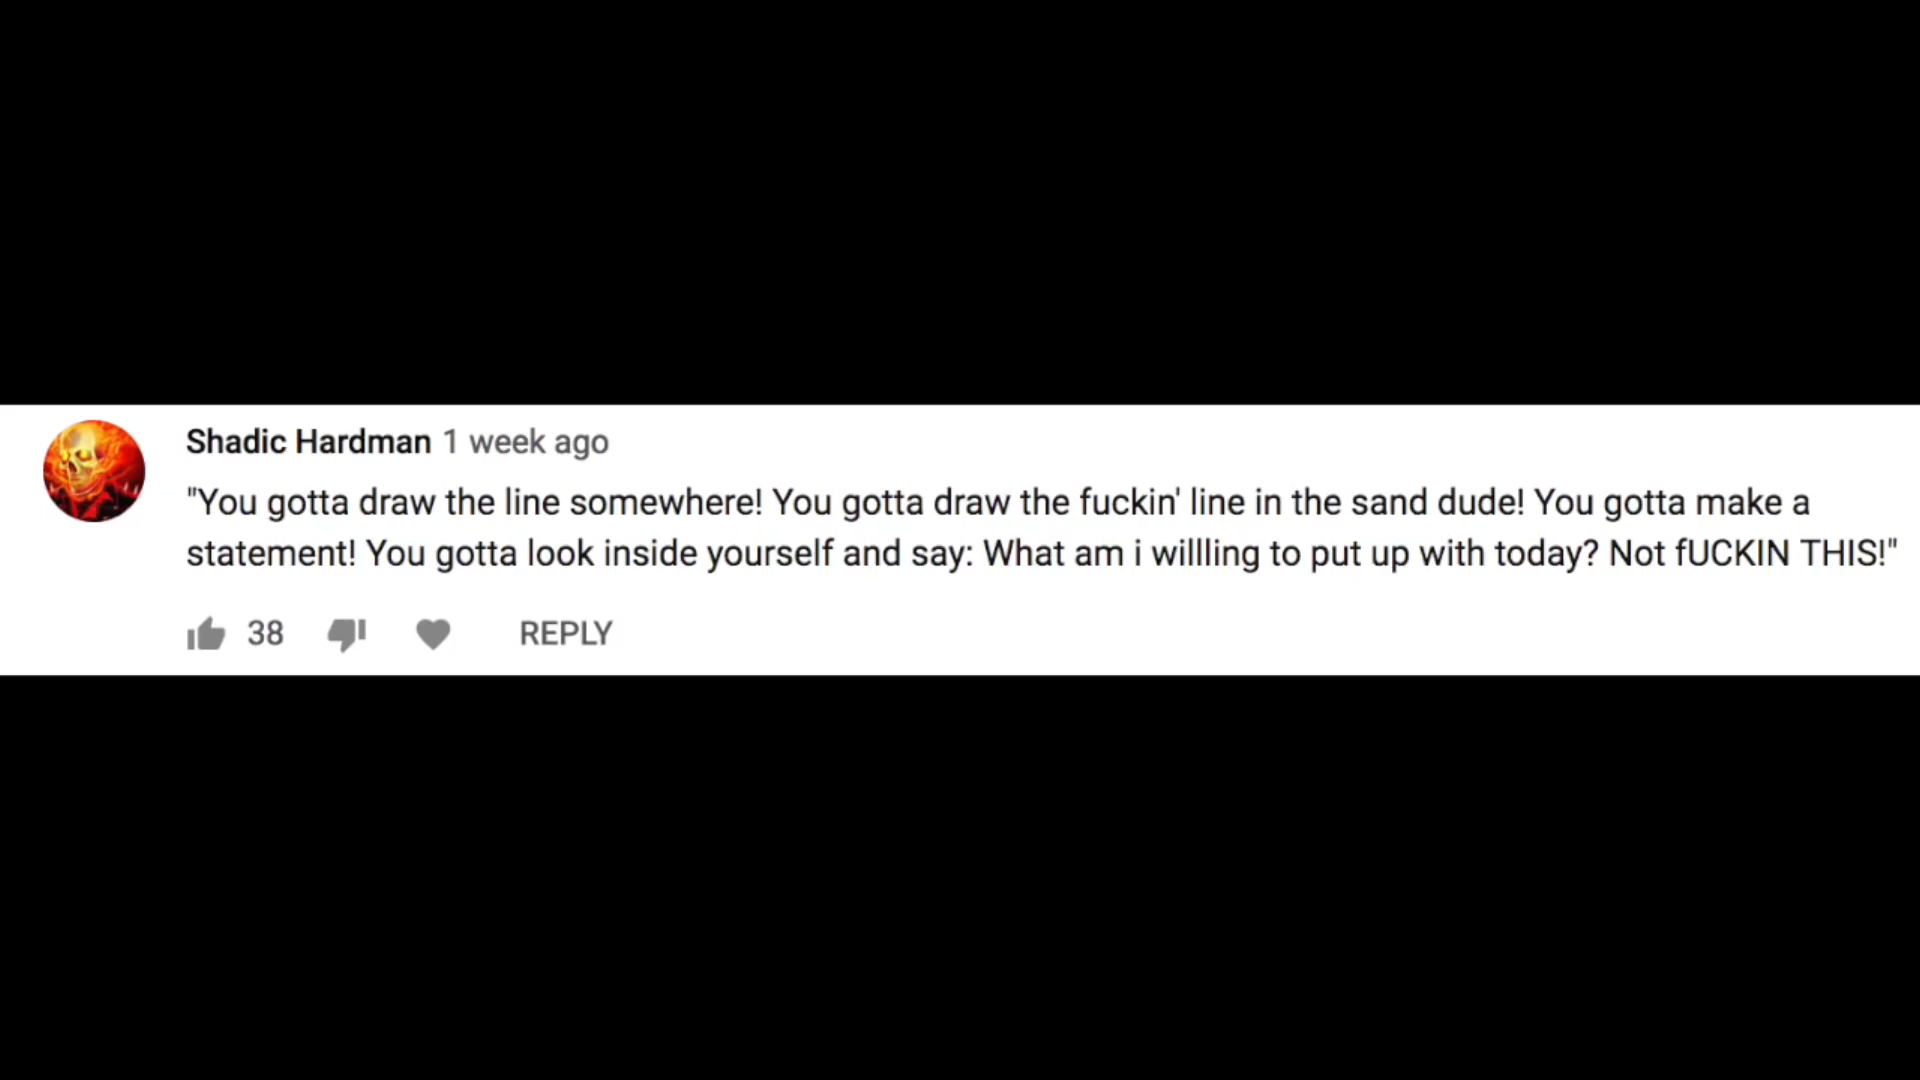 Shadic Hardman 1 week ago
"You gotta draw the line somewhere! You gotta draw the fuckin' line in the sand dude! You gotta make a
statement! You gotta look inside yourself and say: What am i willling to put up with today? Not fUCKIN THIS!"
38 REPLY